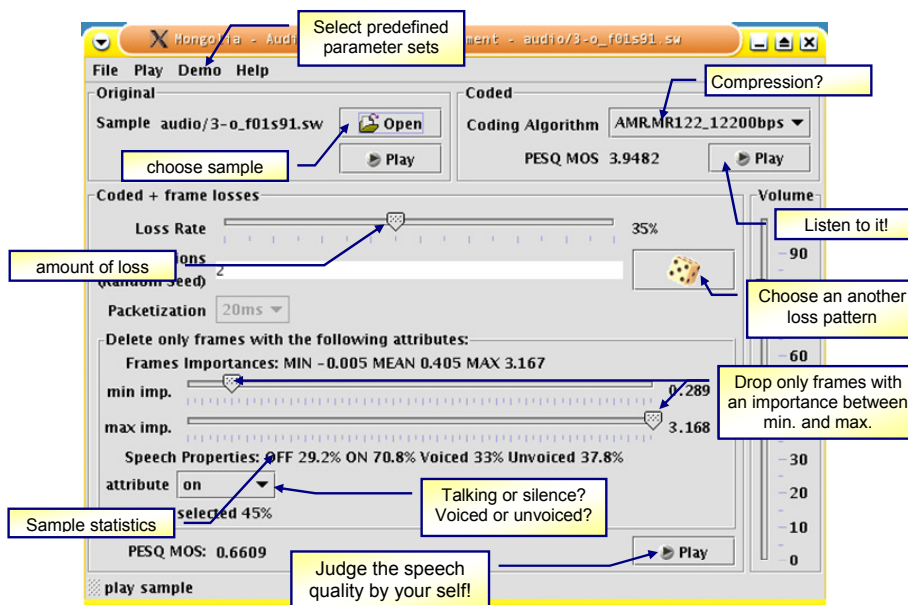 Select predefined
parameter sets
Mongolia - Audi ment - audio/3-o_f01s91.sw
File Play Demo Help
Original
Sample audio/3-o_f01s91.sw Open
choose sample
Play
Coded
Compression?
Coding Algorithm AMR.MR122_12200bps
PESQ MOS 3.9482 Play
Listen to it!
Coded + frame losses
Loss Rate 35%
amount of loss
ions 2
(Random Seed)
Choose an another
loss pattern
Packetization 20ms
Delete only frames with the following attributes:
Frames Importances: MIN -0.005 MEAN 0.405 MAX 3.167
min imp. 0.289
max imp. 3.168
Drop only frames with
an importance between
min. and max.
Speech Properties: OFF 29.2% ON 70.8% Voiced 33% Unvoiced 37.8%
attribute on
Talking or silence?
Voiced or unvoiced?
selected 45%
Sample statistics
PESQ MOS: 0.6609 Play
Judge the speech
quality by your self!
play sample
Volume
90
60
30
20
10
0